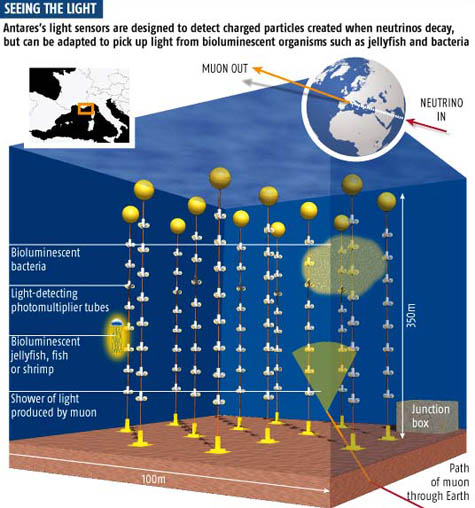 SEEING THE LIGHT
Antares's light sensors are designed to detect charged particles created when neutrinos decay,
but can be adapted to pick up light from bioluminescent organisms such as jellyfish and bacteria
MUON OUT
NEUTRINO
IN
Bioluminescent
bacteria
Light-detecting
photomultiplier tubes
Bioluminescent
jellyfish, fish
or shrimp
Shower of light
produced by muon
350m
Junction
box
100m
Path
of muon
through Earth